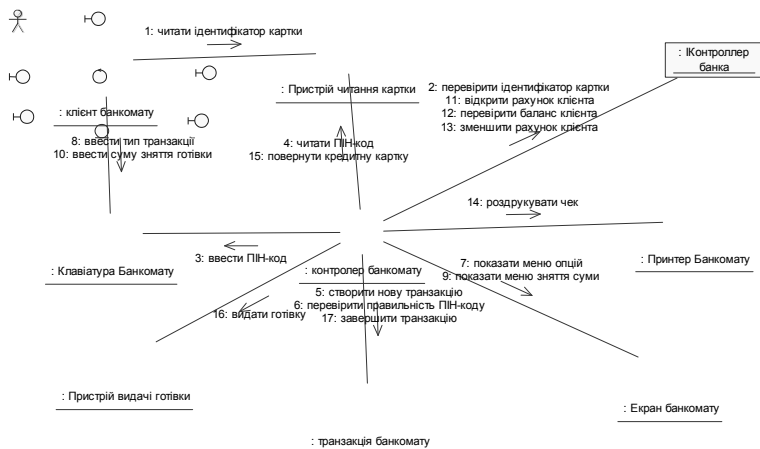 1: читати ідентифікатор картки
: IКонтроллер
банка
: Пристрій читання картки
2: перевірити ідентифікатор картки
11: відкрити рахунок клієнта
12: перевірити баланс клієнта
13: зменшити рахунок клієнта
: клієнт банкомату
8: ввести тип транзакції
10: ввести суму зняття готівки
4: читати ПІН-код
15: повернути кредитну картку
14: роздрукувати чек
3: ввести ПІН-код
7: показати меню опцій
9: показати меню зняття суми
: Клавіатура Банкомату
: контролер банкомату
: Принтер Банкомату
5: створити нову транзакцію
6: перевірити правильність ПІН-коду
17: завершити транзакцію
16: видати готівку
: Пристрій видачі готівки
: Екран банкомату
: транзакція банкомату